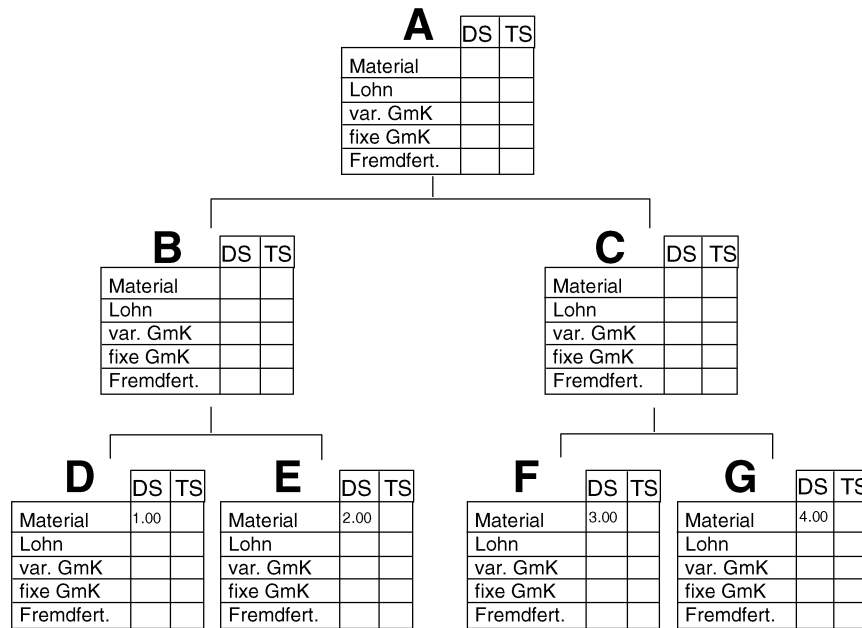 A DS TS
Material
Lohn
var. GmK
fixe GmK
Fremdfert.
B DS TS
Material
Lohn
var. GmK
fixe GmK
Fremdfert.
C DS TS
Material
Lohn
var. GmK
fixe GmK
Fremdfert.
D DS TS
Material 1.00
Lohn
var. GmK
fixe GmK
Fremdfert.
E DS TS
Material 2.00
Lohn
var. GmK
fixe GmK
Fremdfert.
F DS TS
Material 3.00
Lohn
var. GmK
fixe GmK
Fremdfert.
G DS TS
Material 4.00
Lohn
var. GmK
fixe GmK
Fremdfert.